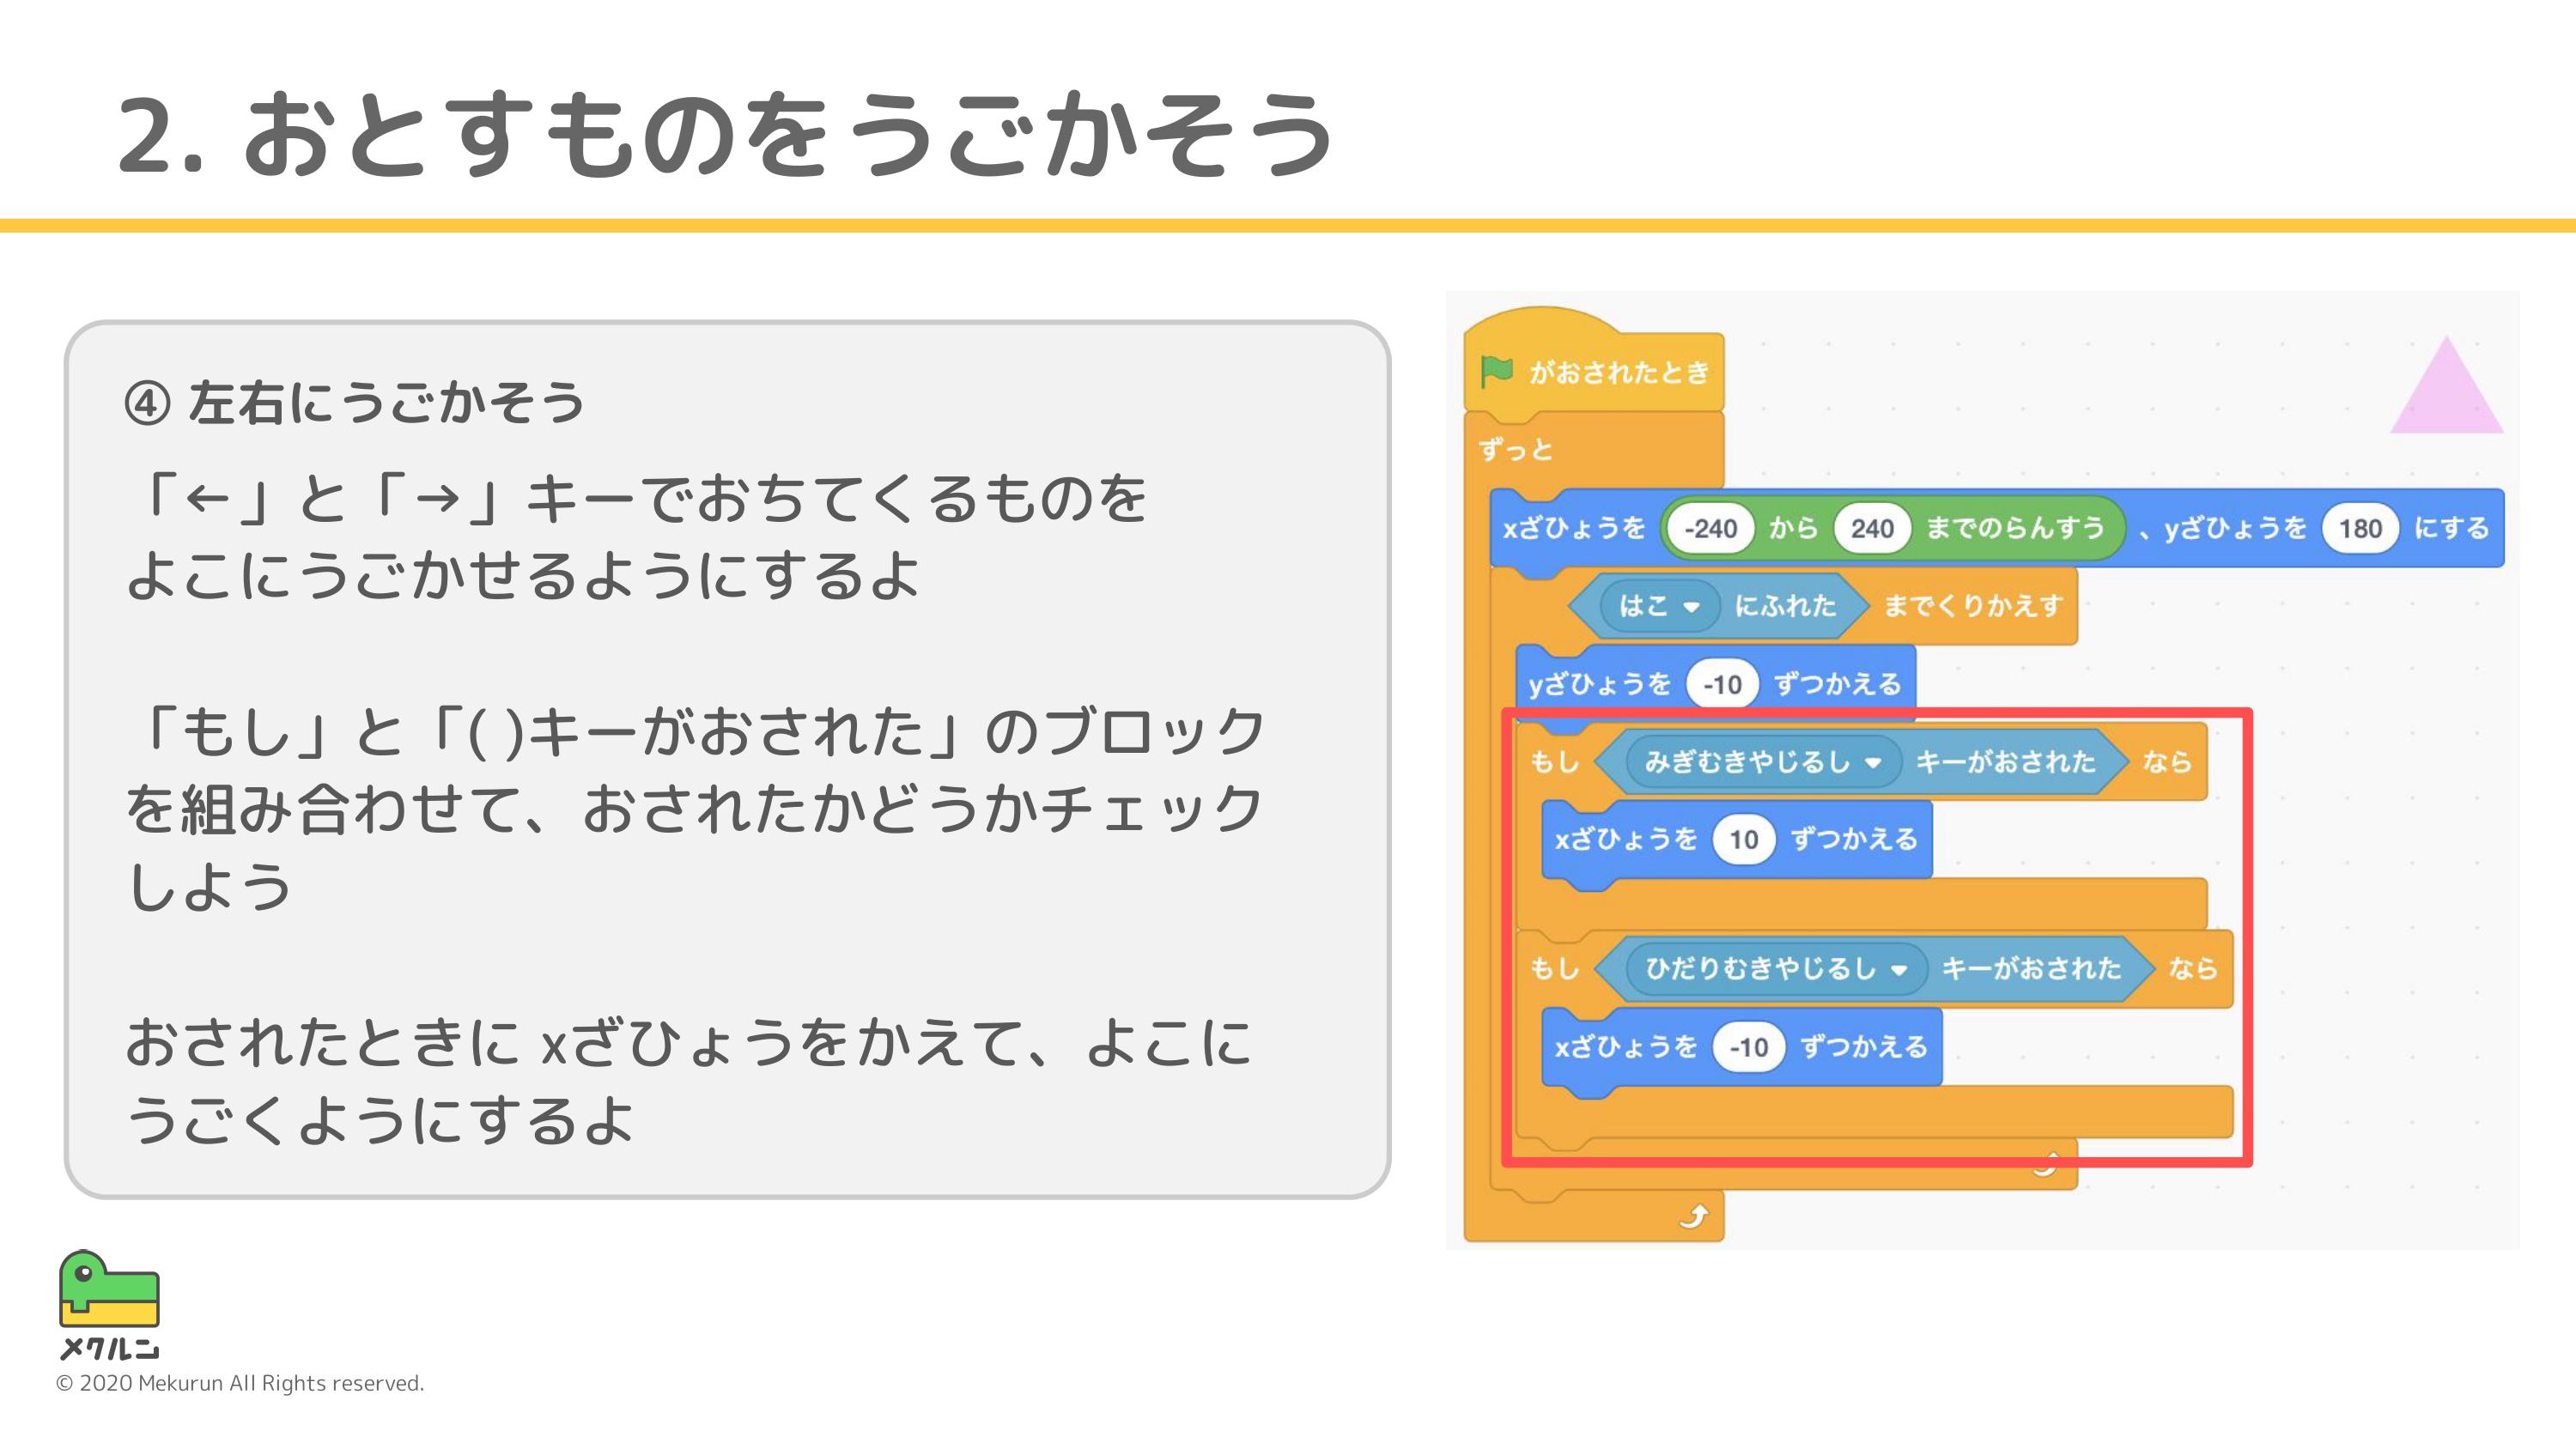 2. おとすものをうごかそう
④ 左右にうごかそう
「←」と「→」キーでおちてくるものを
よこにうごかせるようにするよ
「もし」と「( )キーがおされた」のブロック
を組み合わせて、おされたかどうかチェック
しよう
おされたときに xざひょうをかえて、よこに
うごくようにするよ
がおされたとき
ずっと
xざひょうを -240 から 240 までのらんすう 、yざひょうを 180 にする
はこ にふれた までくりかえす
yざひょうを -10 ずつかえる
もし みぎむきやじるし キーがおされた なら
xざひょうを 10 ずつかえる
もし ひだりむきやじるし キーがおされた なら
xざひょうを -10 ずつかえる
メクルン
© 2020 Mekurun All Rights reserved.